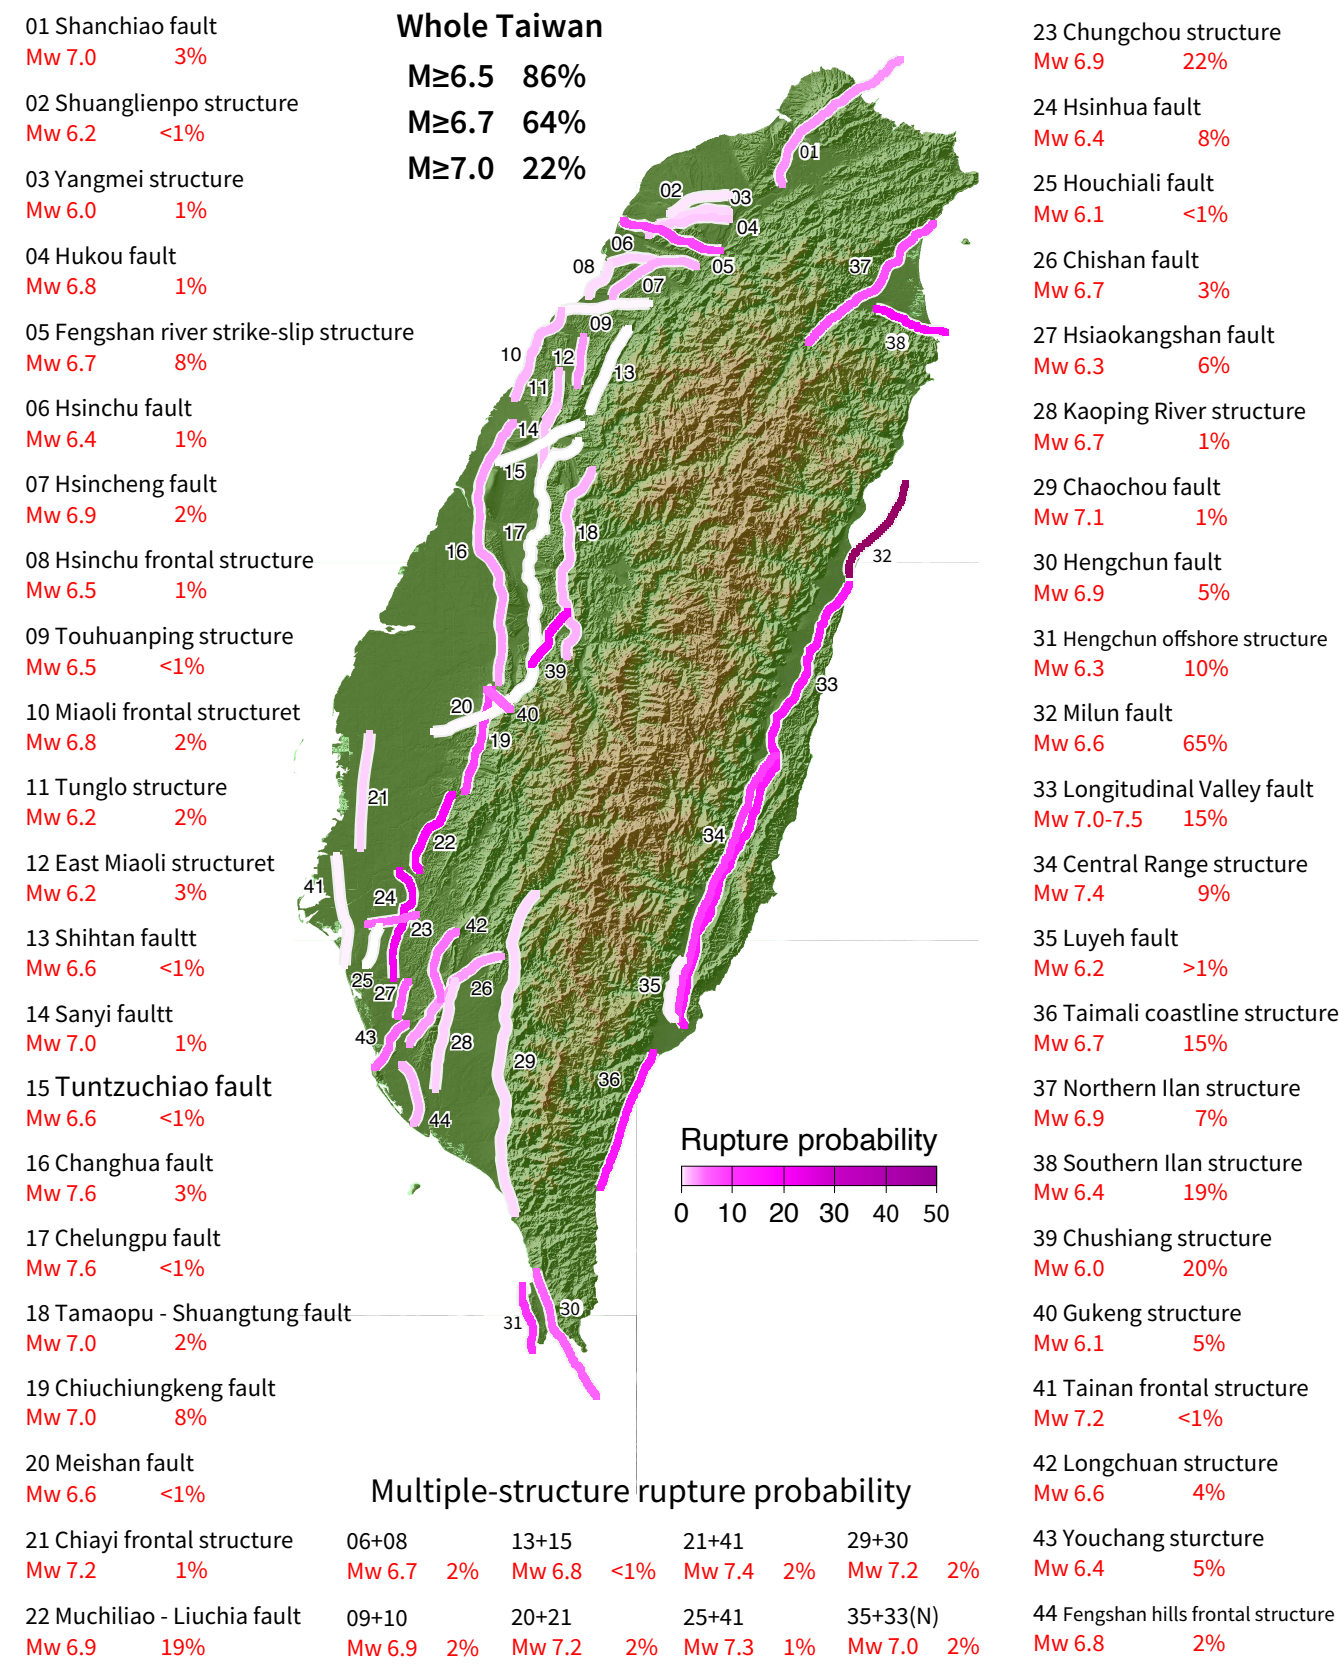 01 Shanchiao fault
Mw 7.0 3%
02 Shuanglienpo structure
Mw 6.2 <1%
03 Yangmei structure
Mw 6.0 1%
04 Hukou fault
Mw 6.8 1%
05 Fengshan river strike-slip structure
Mw 6.7 8%
06 Hsinchu fault
Mw 6.4 1%
07 Hsincheng fault
Mw 6.9 2%
08 Hsinchu frontal structure
Mw 6.5 1%
09 Touhuanping structure
Mw 6.5 <1%
10 Miaoli frontal structuret
Mw 6.8 2%
11 Tunglo structure
Mw 6.2 2%
12 East Miaoli structuret
Mw 6.2 3%
13 Shihtan faultt
Mw 6.6 <1%
14 Sanyi faultt
Mw 7.0 1%
15 Tuntzuchiao fault
Mw 6.6 <1%
16 Changhua fault
Mw 7.6 3%
17 Chelungpu fault
Mw 7.6 <1%
18 Tamaopu - Shuangtung fault
Mw 7.0 2%
19 Chiuchiungkeng fault
Mw 7.0 8%
20 Meishan fault
Mw 6.6 <1%
21 Chiayi frontal structure
Mw 7.2 1%
22 Muchiliao - Liuchia fault
Mw 6.9 19%
Whole Taiwan
M≥6.5 86%
M≥6.7 64%
M≥7.0 22%
01
02
03
04
06
05
08
07
37
09
38
10
12
13
11
14
15
17
18
16
32
39
33
20
40
19
21
34
22
41
24
23
42
25
27
26
35
43
28
29
36
44
30
31
Rupture probability
0 10 20 30 40 50
Multiple-structure rupture probability
06+08 13+15 21+41 29+30
Mw 6.7 2% Mw 6.8 <1% Mw 7.4 2% Mw 7.2 2%
09+10 20+21 25+41 35+33(N)
Mw 6.9 2% Mw 7.2 2% Mw 7.3 1% Mw 7.0 2%
23 Chungchou structure
Mw 6.9 22%
24 Hsinhua fault
Mw 6.4 8%
25 Houchiali fault
Mw 6.1 <1%
26 Chishan fault
Mw 6.7 3%
27 Hsiaokangshan fault
Mw 6.3 6%
28 Kaoping River structure
Mw 6.7 1%
29 Chaochou fault
Mw 7.1 1%
30 Hengchun fault
Mw 6.9 5%
31 Hengchun offshore structure
Mw 6.3 10%
32 Milun fault
Mw 6.6 65%
33 Longitudinal Valley fault
Mw 7.0-7.5 15%
34 Central Range structure
Mw 7.4 9%
35 Luyeh fault
Mw 6.2 >1%
36 Taimali coastline structure
Mw 6.7 15%
37 Northern Ilan structure
Mw 6.9 7%
38 Southern Ilan structure
Mw 6.4 19%
39 Chushiang structure
Mw 6.0 20%
40 Gukeng structure
Mw 6.1 5%
41 Tainan frontal structure
Mw 7.2 <1%
42 Longchuan structure
Mw 6.6 4%
43 Youchang sturcture
Mw 6.4 5%
44 Fengshan hills frontal structure
Mw 6.8 2%